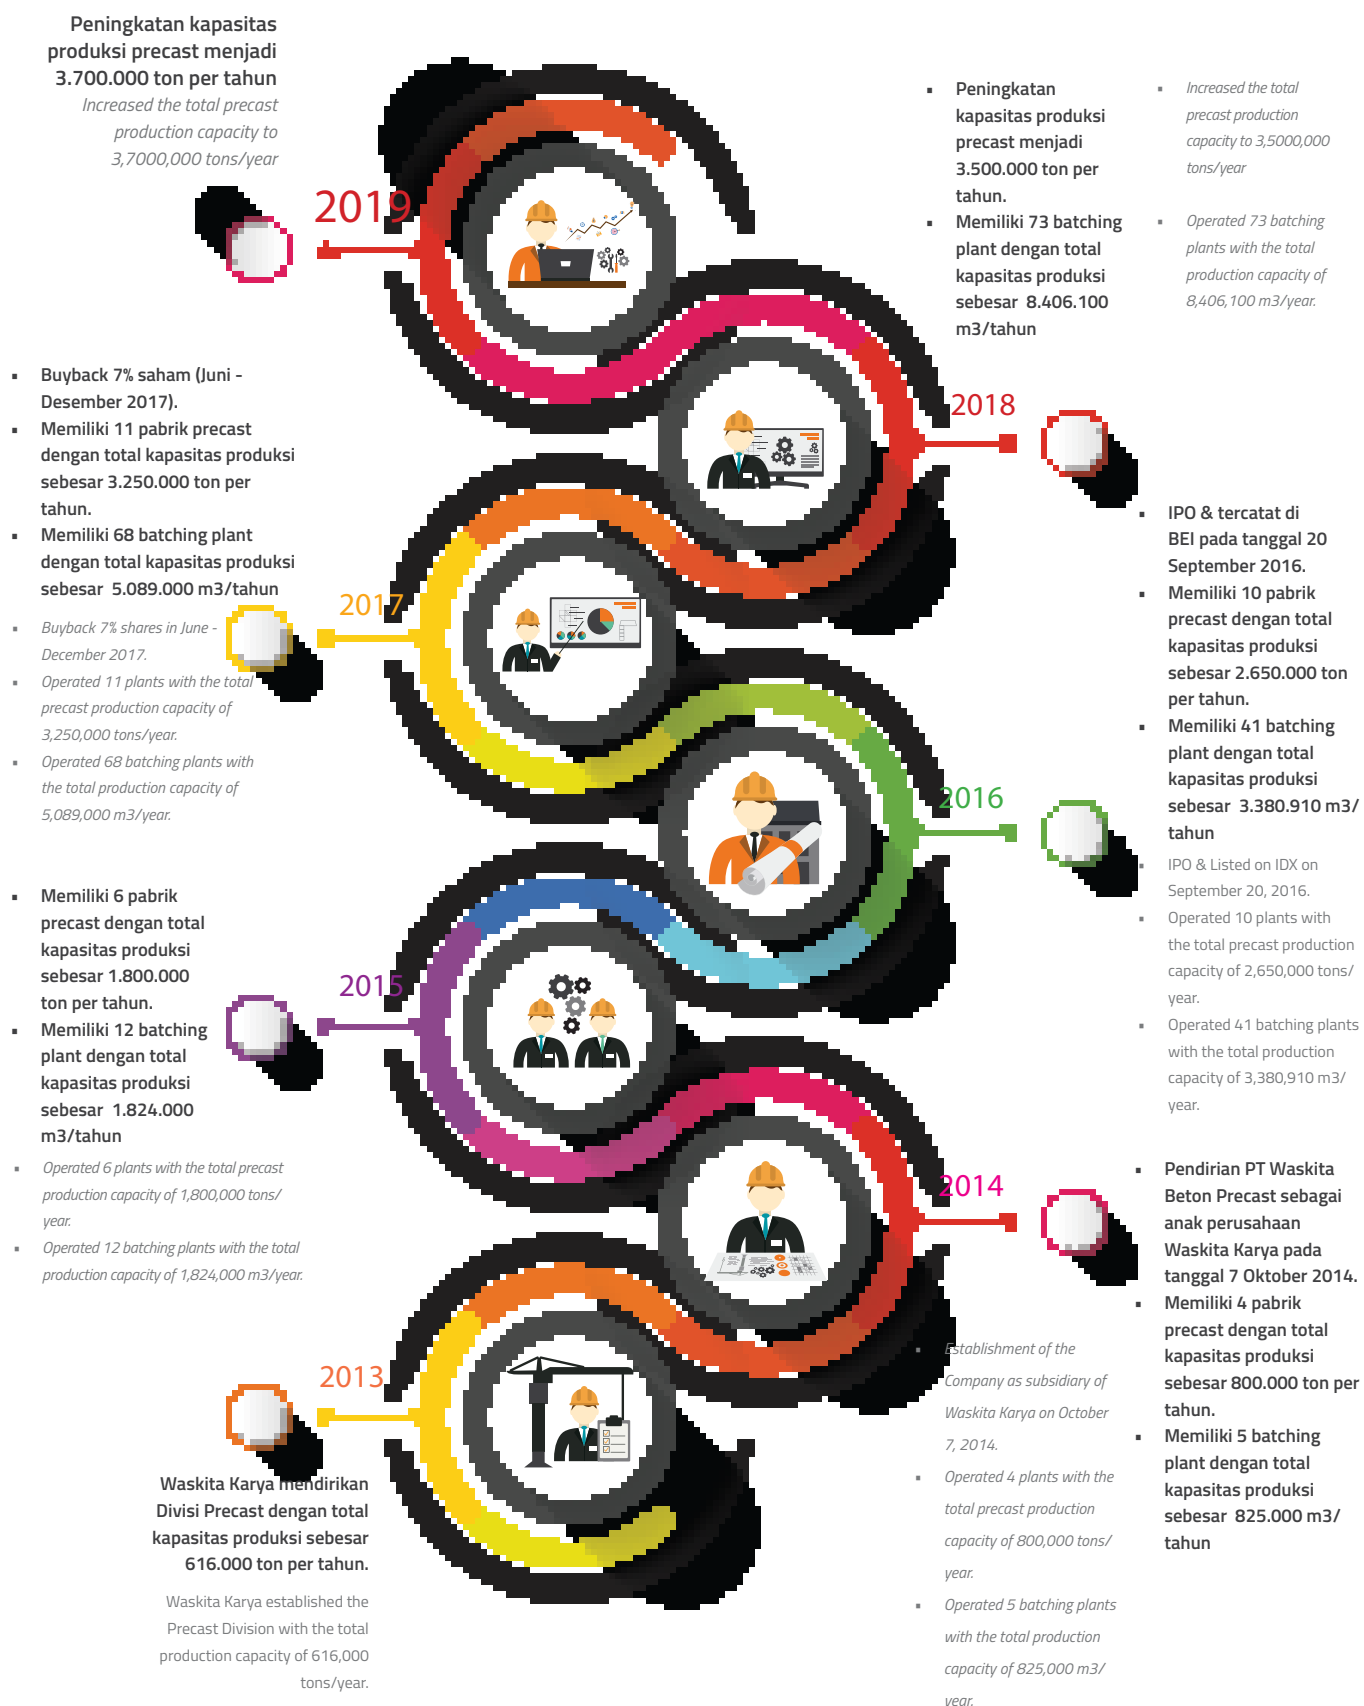 Peningkatan kapasitas
produksi precast menjadi
3.700.000 ton per tahun
Increased the total precast
production capacity to
3,7000,000 tons/year
2019
▪ Peningkatan
kapasitas produksi
precast menjadi
3.500.000 ton per
tahun.
▪ Memiliki 73 batching
plant dengan total
kapasitas produksi
sebesar 8.406.100
m3/tahun
▪ Increased the total
precast production
capacity to 3,5000,000
tons/year
▪ Operated 73 batching
plants with the total
production capacity of
8,406,100 m3/year.
2018
▪ Buyback 7% saham (Juni -
Desember 2017).
▪ Memiliki 11 pabrik precast
dengan total kapasitas produksi
sebesar 3.250.000 ton per
tahun.
▪ Memiliki 68 batching plant
dengan total kapasitas produksi
sebesar 5.089.000 m3/tahun
2017
▪ Buyback 7% shares in June -
December 2017.
▪ Operated 11 plants with the total
precast production capacity of
3,250,000 tons/year.
▪ Operated 68 batching plants with
the total production capacity of
5,089,000 m3/year.
▪ IPO & tercatat di
BEI pada tanggal 20
September 2016.
▪ Memiliki 10 pabrik
precast dengan total
kapasitas produksi
sebesar 2.650.000 ton
per tahun.
▪ Memiliki 41 batching
plant dengan total
kapasitas produksi
sebesar 3.380.910 m3/
tahun
2016
▪ IPO & Listed on IDX on
September 20, 2016.
▪ Operated 10 plants with
the total precast production
capacity of 2,650,000 tons/
year.
▪ Operated 41 batching plants
with the total production
capacity of 3,380,910 m3/
year.
▪ Memiliki 6 pabrik
precast dengan total
kapasitas produksi
sebesar 1.800.000
ton per tahun.
▪ Memiliki 12 batching
plant dengan total
kapasitas produksi
sebesar 1.824.000
m3/tahun
2015
▪ Operated 6 plants with the total precast
production capacity of 1,800,000 tons/
year.
▪ Operated 12 batching plants with the total
production capacity of 1,824,000 m3/year.
2014
▪ Pendirian PT Waskita
Beton Precast sebagai
anak perusahaan
Waskita Karya pada
tanggal 7 Oktober 2014.
▪ Memiliki 4 pabrik
precast dengan total
kapasitas produksi
sebesar 800.000 ton per
tahun.
▪ Memiliki 5 batching
plant dengan total
kapasitas produksi
sebesar 825.000 m3/
tahun
▪ Establishment of the
Company as subsidiary of
Waskita Karya on October
7, 2014.
▪ Operated 4 plants with the
total precast production
capacity of 800,000 tons/
year.
▪ Operated 5 batching plants
with the total production
capacity of 825,000 m3/
year.
2013
Waskita Karya mendirikan
Divisi Precast dengan total
kapasitas produksi sebesar
616.000 ton per tahun.
Waskita Karya established the
Precast Division with the total
production capacity of 616,000
tons/year.